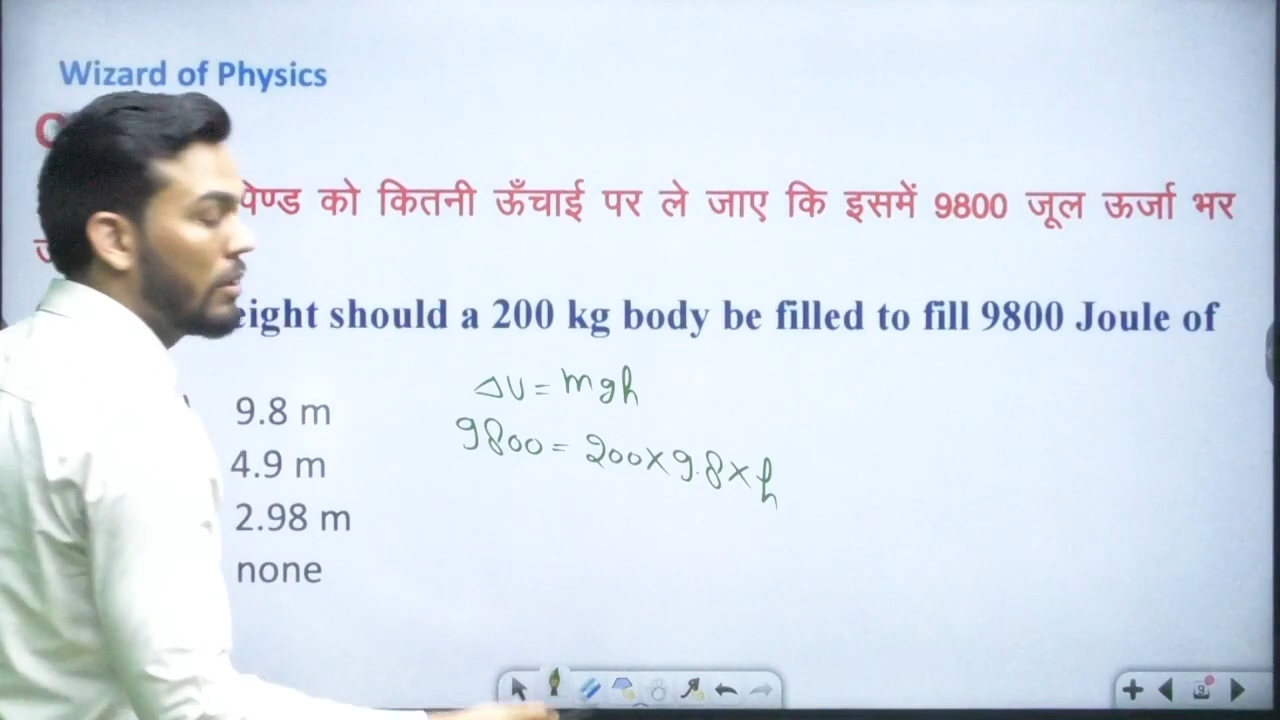 Wizard of Physics
पिण्ड को कितनी ऊँचाई पर ले जाए कि इसमें 9800 जूल ऊर्जा भर
should a 200 kg body be filled to fill 9800 Joule of
ΔU = mgh
9.8 m
9800 = 200×9.8×h
4.9 m
2.98 m
none